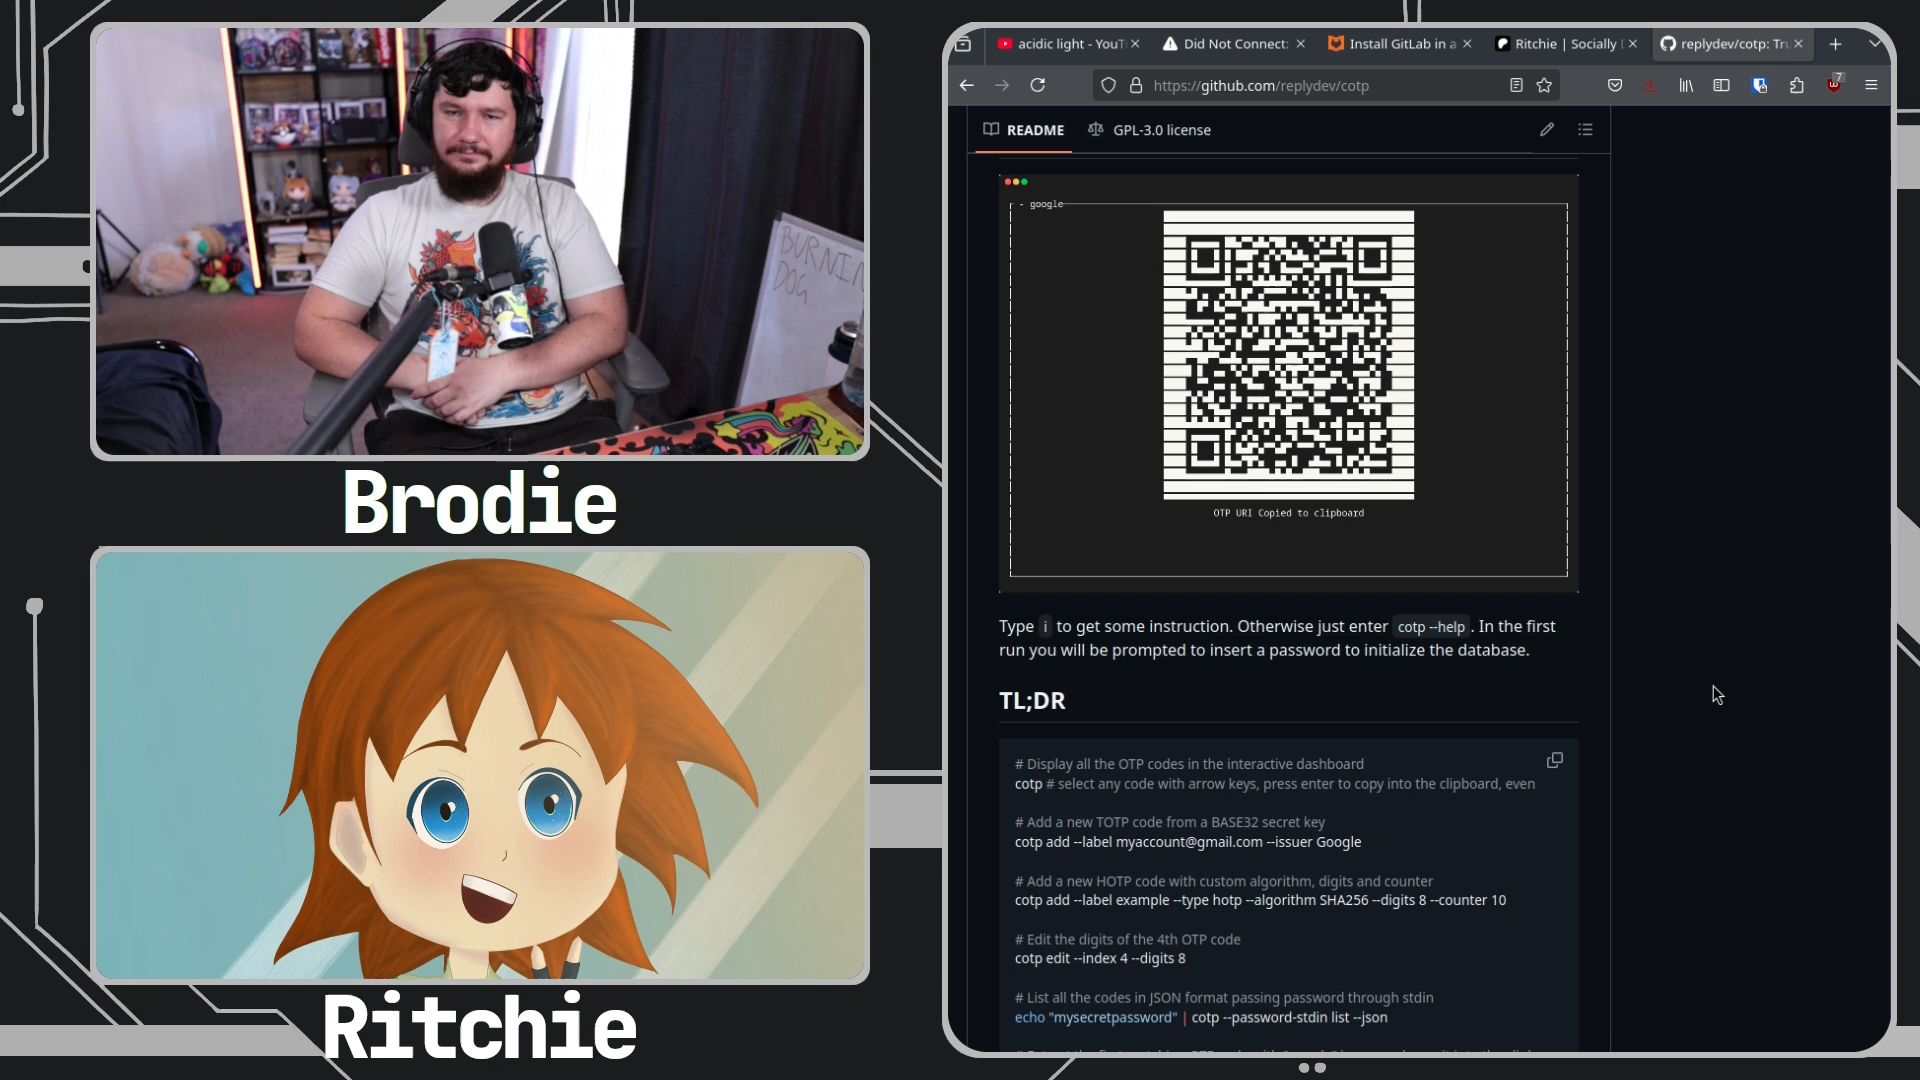 BURNIN
DOG
Brodie
Ritchie
acidic light - YouT
Did Not Connect:
Install GitLab in a
Ritchie | Socially
replydev/cotp: Tru
https://github.com/replydev/cotp
7
README
GPL-3.0 license
- google
OTP URI Copied to clipboard
Type i to get some instruction. Otherwise just enter cotp --help. In the first
run you will be prompted to insert a password to initialize the database.
TL;DR
# Display all the OTP codes in the interactive dashboard
cotp # select any code with arrow keys, press enter to copy into the clipboard, even
# Add a new TOTP code from a BASE32 secret key
cotp add --label myaccount@gmail.com --issuer Google
# Add a new HOTP code with custom algorithm, digits and counter
cotp add --label example --type hotp --algorithm SHA256 --digits 8 --counter 10
# Edit the digits of the 4th OTP code
cotp edit --index 4 --digits 8
# List all the codes in JSON format passing password through stdin
echo "mysecretpassword" | cotp --password-stdin list --json